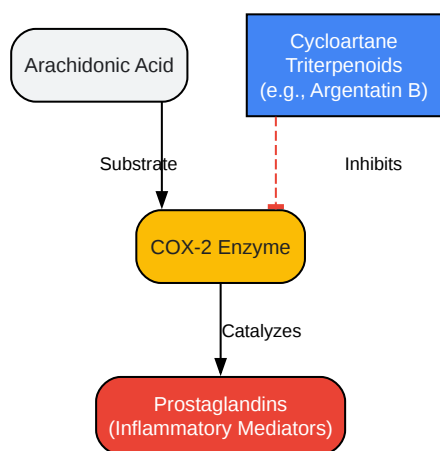 Arachidonic Acid
Cycloartane
Triterpenoids
(e.g., Argentatin B)
Substrate
Inhibits
COX-2 Enzyme
Catalyzes
Prostaglandins
(Inflammatory Mediators)